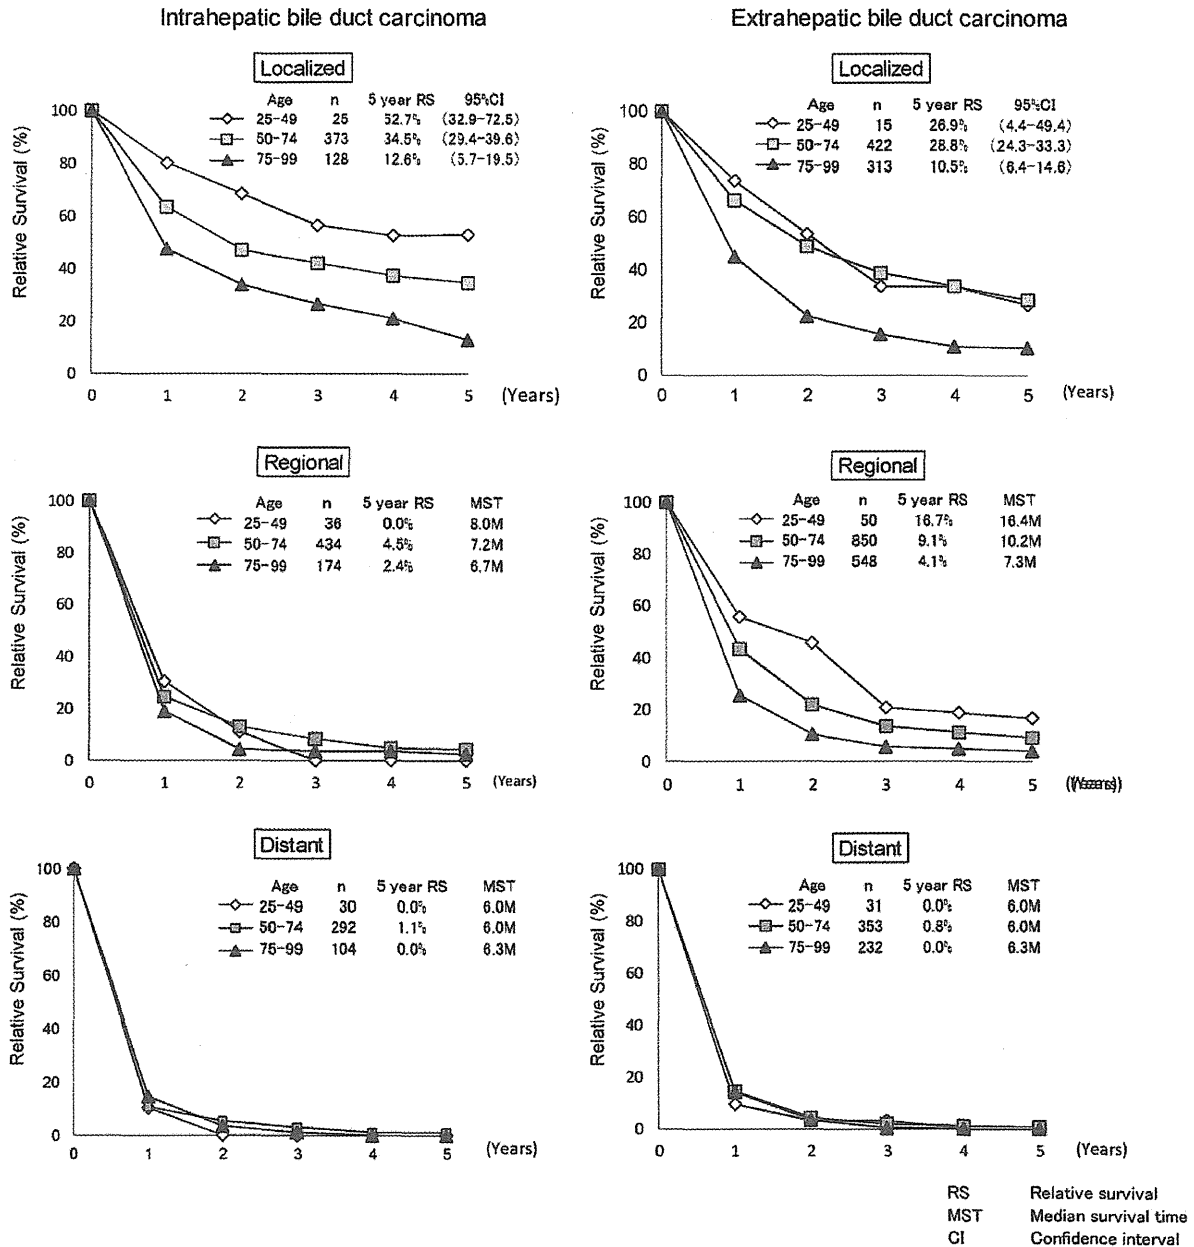 Intrahepatic bile duct carcinoma
Localized
Age n 5 year RS 95%CI
25-49 25 52.7% (32.9-72.5)
50-74 373 34.5% (29.4-39.6)
75-99 128 12.6% (5.7-19.5)
Relative Survival (%)
100
80
60
40
20
0
0 1 2 3 4 5 (Years)
Regional
Age n 5 year RS MST
25-49 36 0.0% 8.0M
50-74 434 4.5% 7.2M
75-99 174 2.4% 6.7M
Relative Survival (%)
100
80
60
40
20
0
0 1 2 3 4 5 (Years)
Distant
Age n 5 year RS MST
25-49 30 0.0% 6.0M
50-74 292 1.1% 6.0M
75-99 104 0.0% 6.3M
Relative Survival (%)
100
80
60
40
20
0
0 1 2 3 4 5 (Years)
Extrahepatic bile duct carcinoma
Localized
Age n 5 year RS 95%CI
25-49 15 26.9% (4.4-49.4)
50-74 422 28.8% (24.3-33.3)
75-99 313 10.5% (6.4-14.6)
Relative Survival (%)
100
80
60
40
20
0
0 1 2 3 4 5 (Years)
Regional
Age n 5 year RS MST
25-49 50 16.7% 16.4M
50-74 850 9.1% 10.2M
75-99 548 4.1% 7.3M
Relative Survival (%)
100
80
60
40
20
0
0 1 2 3 4 5
Distant
Age n 5 year RS MST
25-49 31 0.0% 6.0M
50-74 353 0.8% 6.0M
75-99 232 0.0% 6.3M
Relative Survival (%)
100
80
60
40
20
0
0 1 2 3 4 5 (Years)
RS Relative survival
MST Median survival time
CI Confidence interval